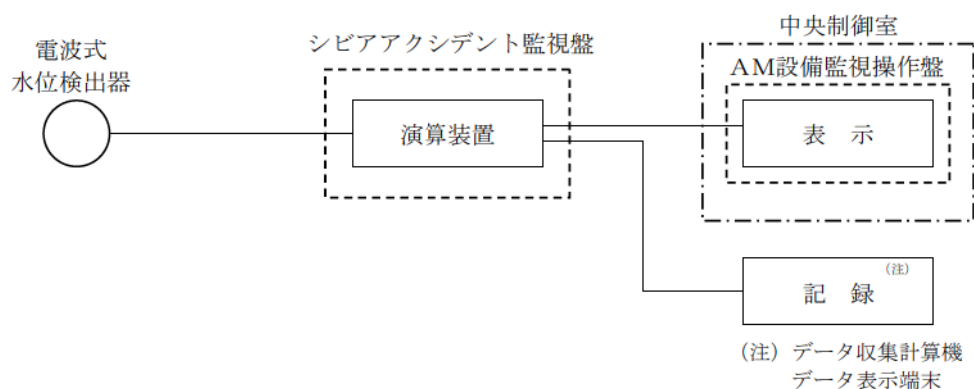 電波式
水位検出器
シビアアクシデント監視盤
演算装置
中央制御室
AM設備監視操作盤
表　示
(注)
記　録
(注) データ収集計算機
データ表示端末